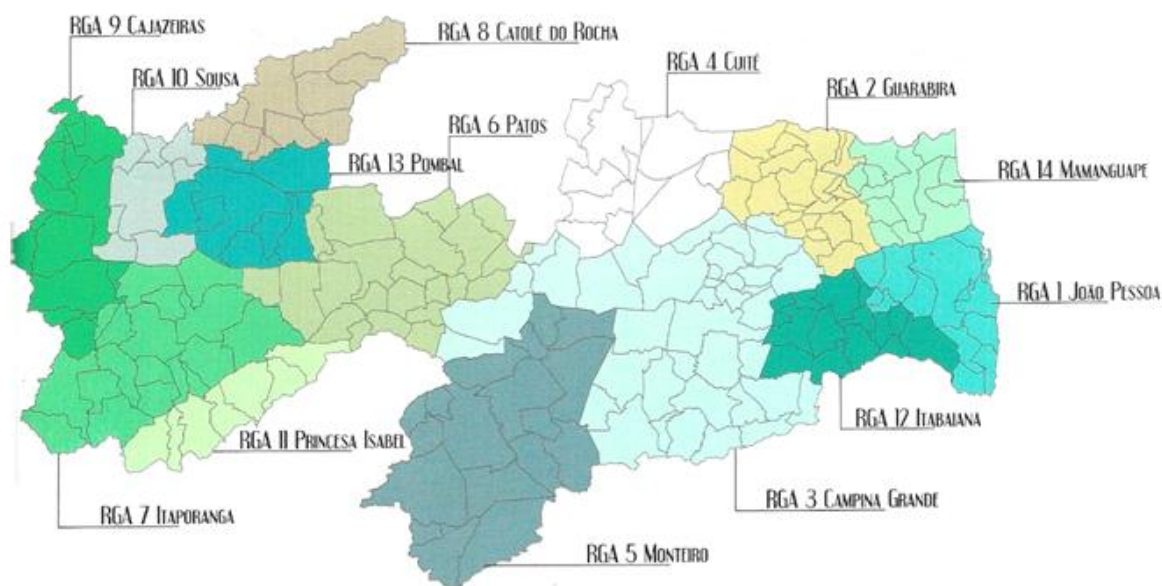 RGA 9 Cajazeiras
RGA 8 Catolé do Rocha
RGA 10 Sousa
RGA 4 Cuité
RGA 2 Guarabira
RGA 6 Patos
RGA 13 Pombal
RGA 14 Mamanguape
RGA 1 João Pessoa
RGA 12 Itabaiana
RGA 11 Princesa Isabel
RGA 3 Campina Grande
RGA 7 Itaporanga
RGA 5 Monteiro